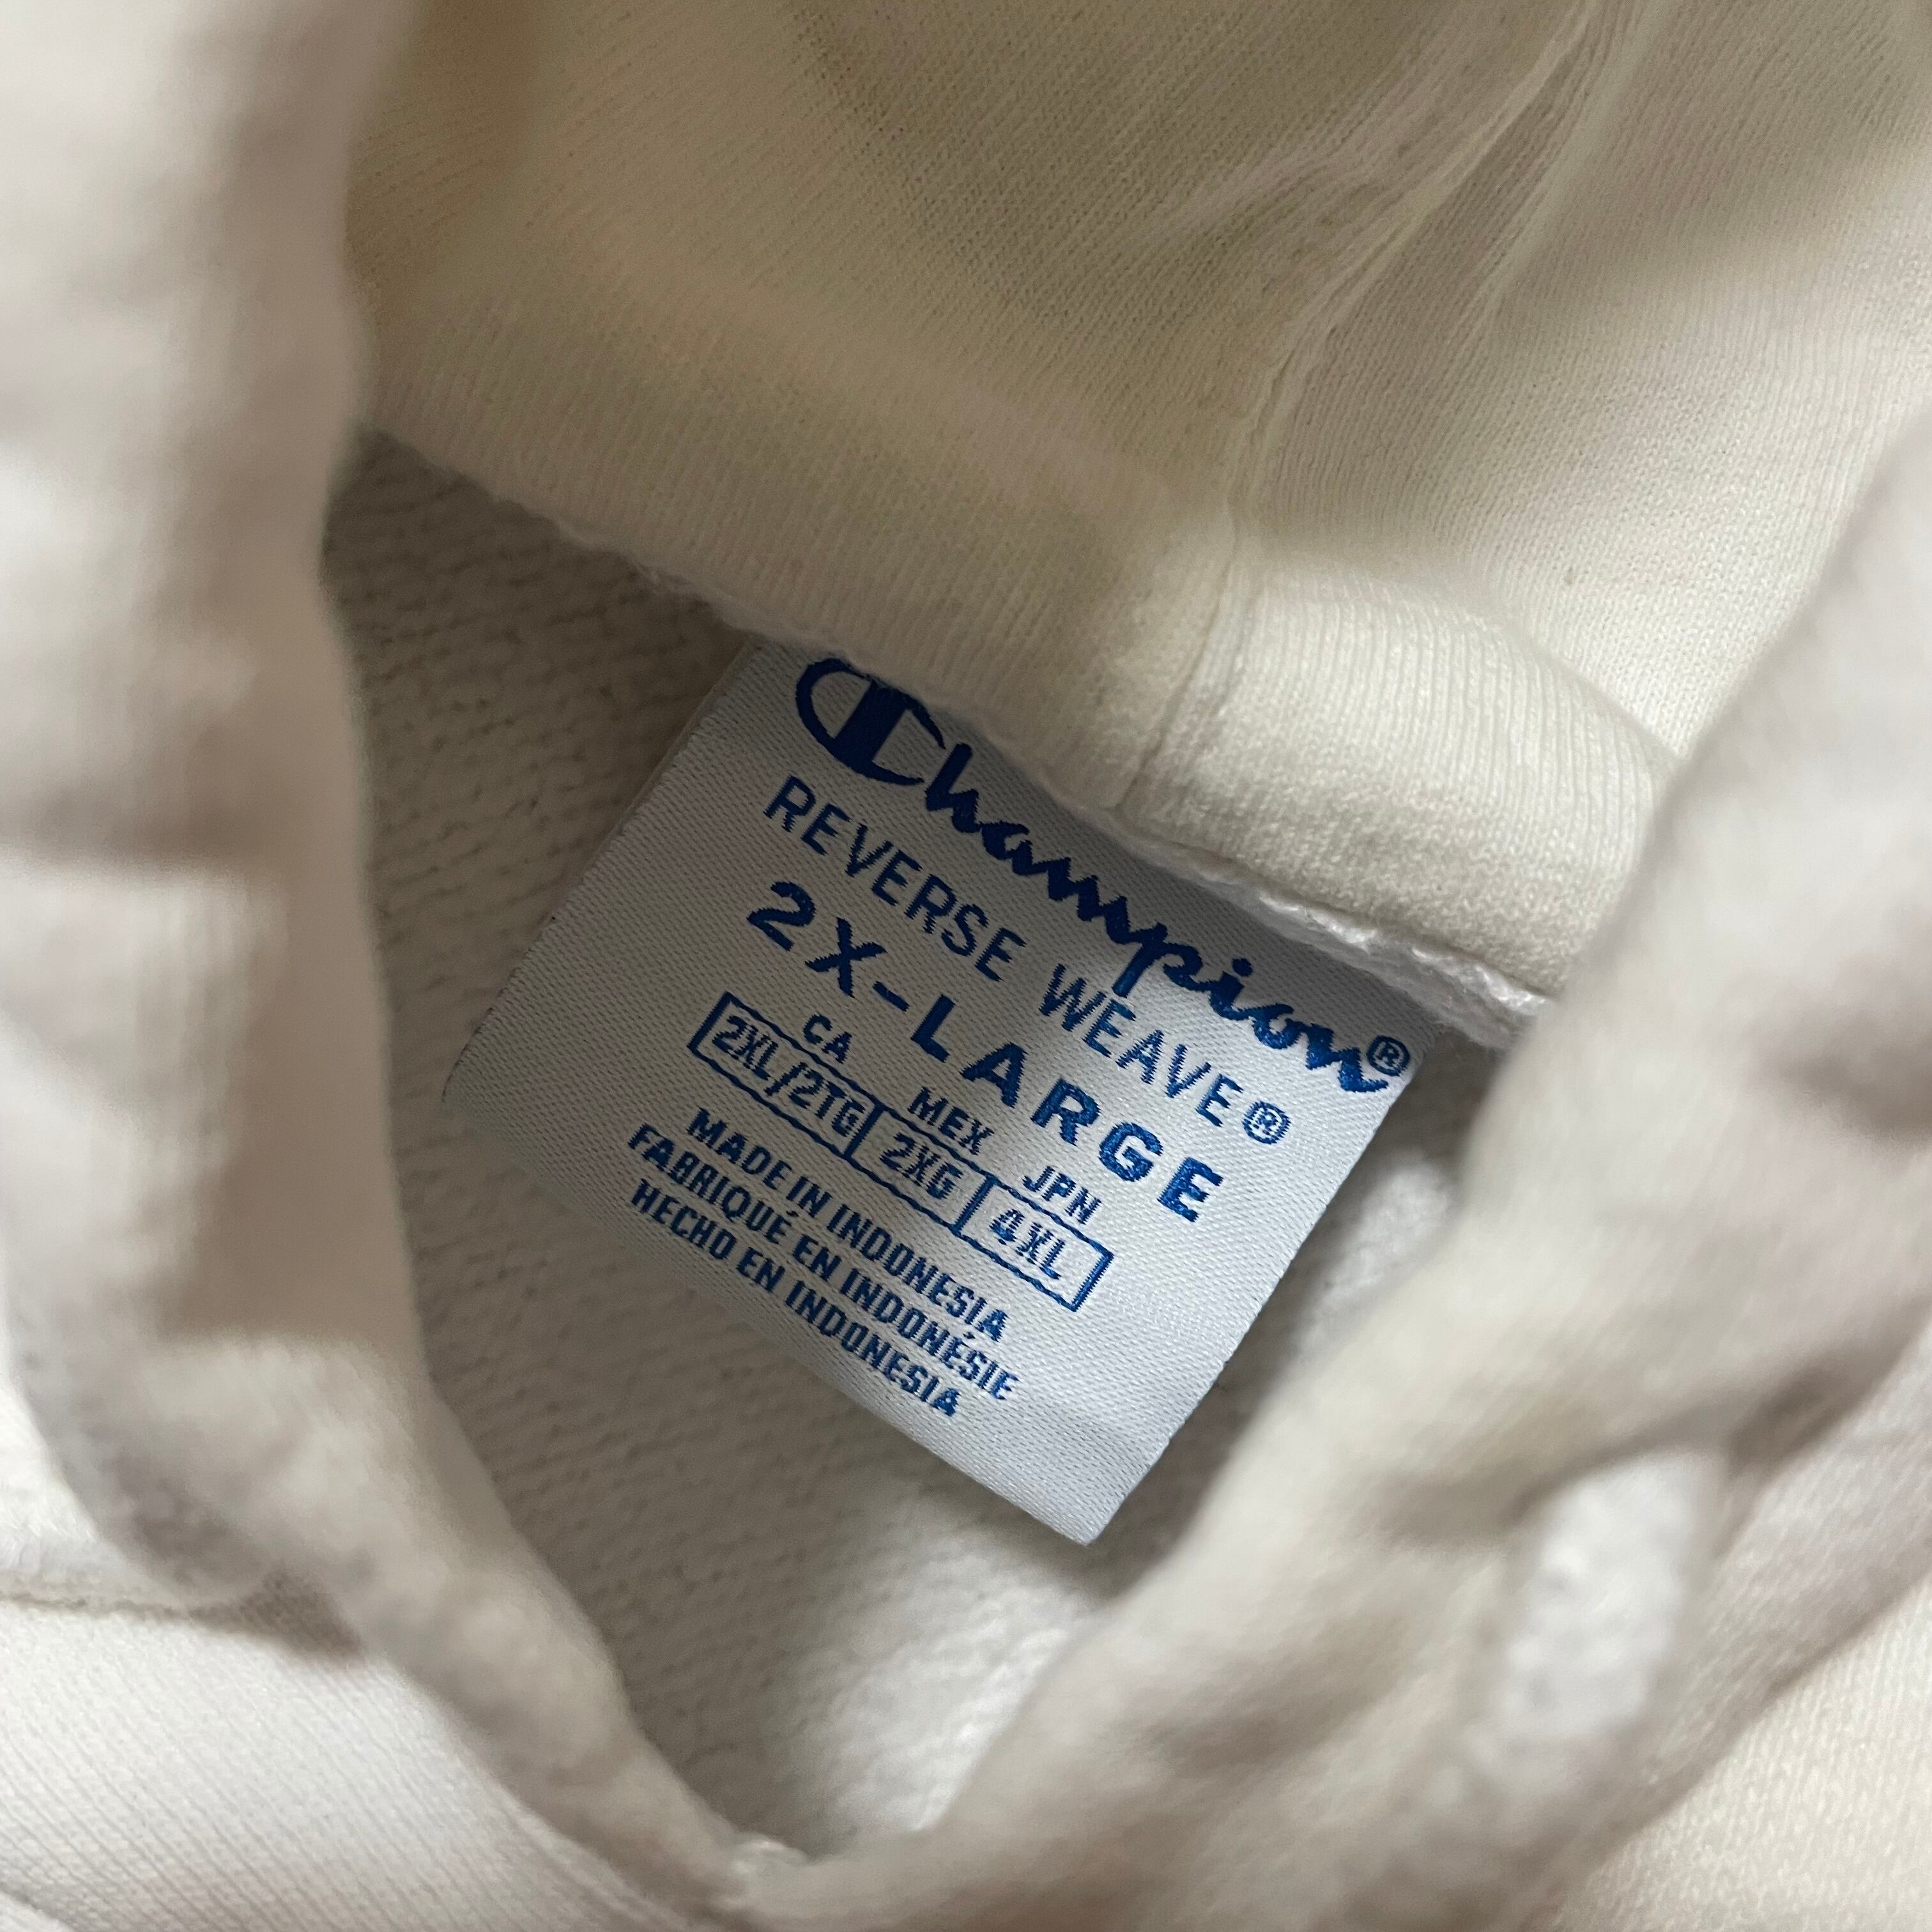 Champion®
REVERSE WEAVE®
2X-LARGE
CA MEX JPN
2XL/2TG 2XG 4XL
MADE IN INDONESIA
FABRIQUÉ EN INDONÉSIE
HECHO EN INDONESIA